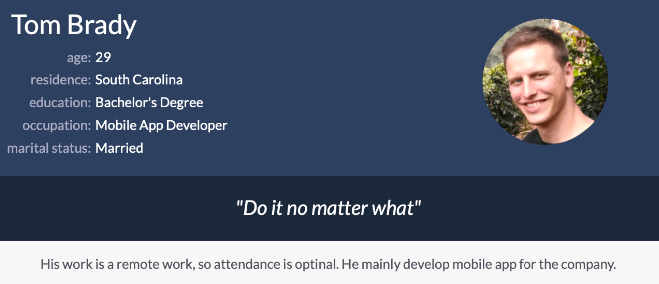 Tom Brady
age: 29
residence: South Carolina
education: Bachelor's Degree
occupation: Mobile App Developer
marital status: Married
"Do it no matter what"
His work is a remote work, so attendance is optinal. He mainly develop mobile app for the company.